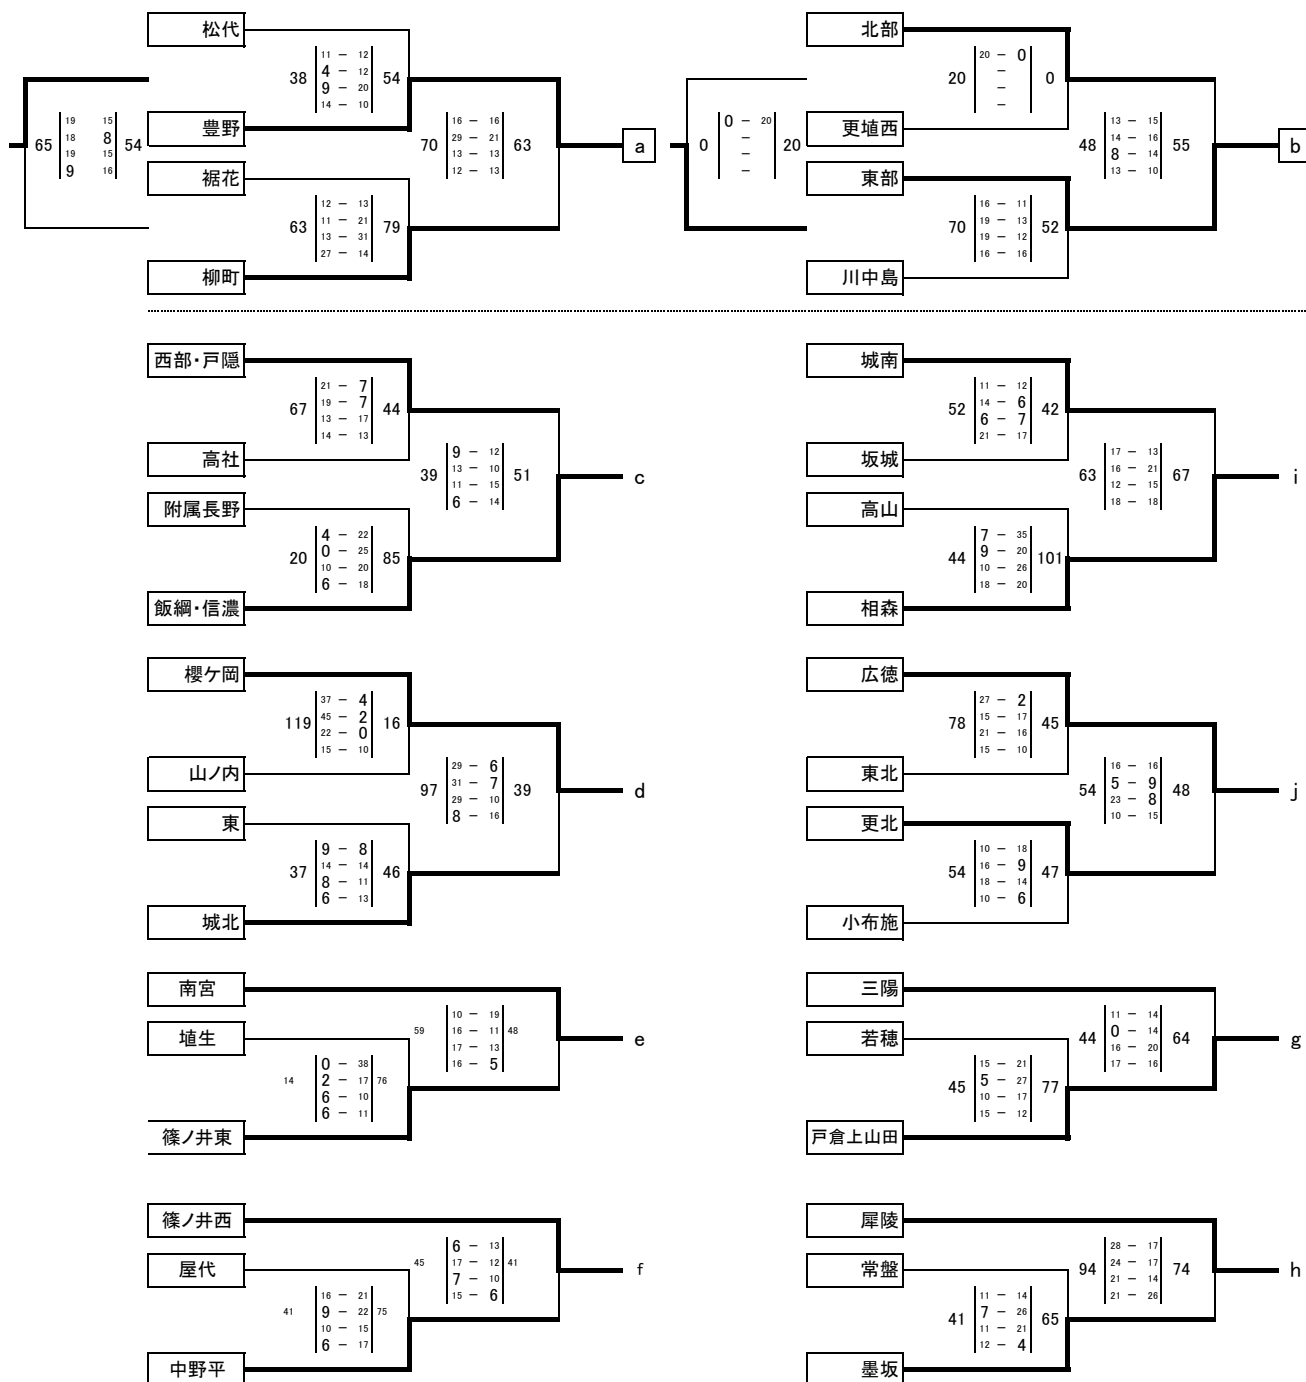 松代
11 － 12
38 4 － 12 54
9 － 20
14 － 10
豊野
19 15
65 18 8 54
19 15
9 16
16 － 16
70 29 － 21 63
13 － 13
12 － 13
a
裾花
12 － 13
63 11 － 21 79
13 － 31
27 － 14
柳町
北部
20 － 0
20 － 0
－
－
更埴西
0 － 20
0 － 20
－
－
13 － 15
48 14 － 16 55
8 － 14
13 － 10
b
東部
16 － 11
70 19 － 13 52
19 － 12
16 － 16
川中島
西部・戸隠
21 － 7
67 19 － 7 44
13 － 17
14 － 13
高社
9 － 12
39 13 － 10 51
11 － 15
6 － 14
c
附属長野
4 － 22
20 0 － 25 85
10 － 20
6 － 18
飯綱・信濃
城南
11 － 12
52 14 － 6 42
6 － 7
21 － 17
坂城
17 － 13
63 16 － 21 67
12 － 15
18 － 18
i
高山
7 － 35
44 9 － 20 101
10 － 26
18 － 20
相森
櫻ケ岡
37 － 4
119 45 － 2 16
22 － 0
15 － 10
山ノ内
29 － 6
97 31 － 7 39
29 － 10
8 － 16
d
東
9 － 8
37 14 － 14 46
8 － 11
6 － 13
城北
広徳
27 － 2
78 15 － 17 45
21 － 16
15 － 10
東北
16 － 16
54 5 － 9 48
23 － 8
10 － 15
j
更北
10 － 18
54 16 － 9 47
18 － 14
10 － 6
小布施
南宮
10 － 19
59 16 － 11 48
17 － 13
16 － 5
e
埴生
0 － 38
14 2 － 17 76
6 － 10
6 － 11
篠ノ井東
三陽
11 － 14
44 0 － 14 64
16 － 20
17 － 16
g
若穂
15 － 21
45 5 － 27 77
10 － 17
15 － 12
戸倉上山田
篠ノ井西
6 － 13
45 17 － 12 41
7 － 10
15 － 6
f
屋代
16 － 21
41 9 － 22 75
10 － 15
6 － 17
中野平
犀陵
28 － 17
94 24 － 17 74
21 － 14
21 － 26
h
常盤
11 － 14
41 7 － 26 65
11 － 21
12 － 4
墨坂